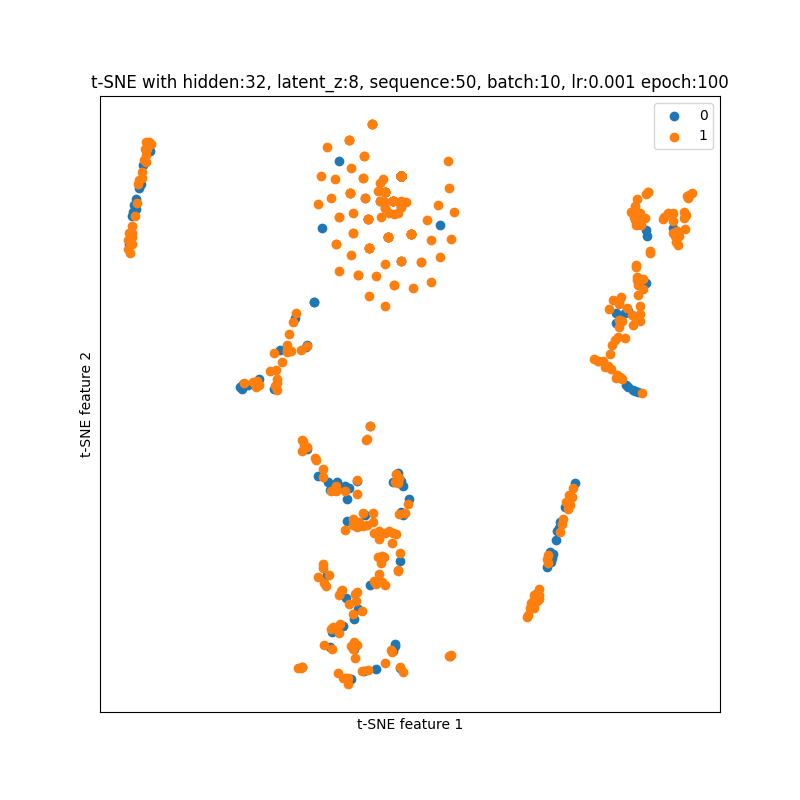 t-SNE with hidden:32, latent_z:8, sequence:50, batch:10, lr:0.001 epoch:100
0
1
t-SNE feature 2
t-SNE feature 1